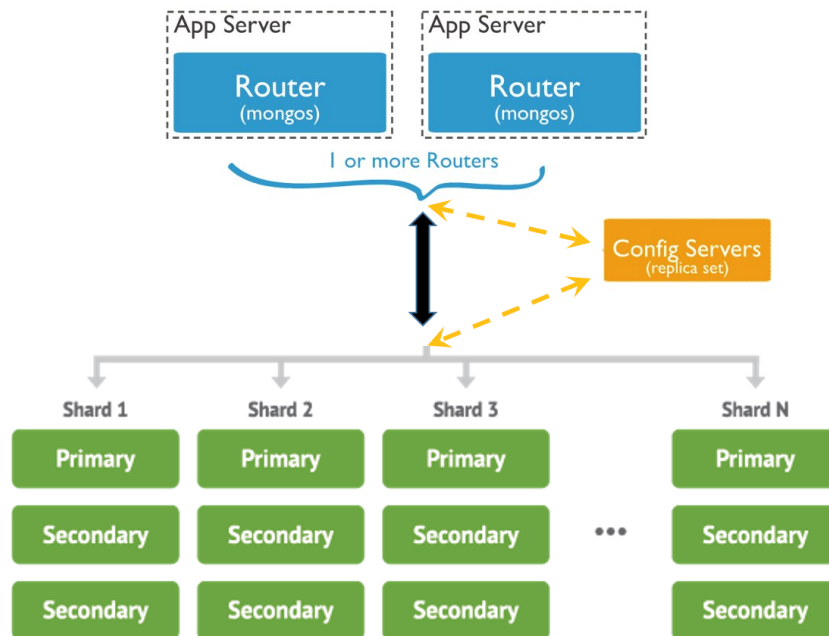 App Server
App Server
Router
(mongos)
Router
(mongos)
1 or more Routers
Config Servers
(replica set)
Shard 1
Shard 2
Shard 3
Shard N
Primary
Primary
Primary
Primary
Secondary
Secondary
Secondary
...
Secondary
Secondary
Secondary
Secondary
Secondary